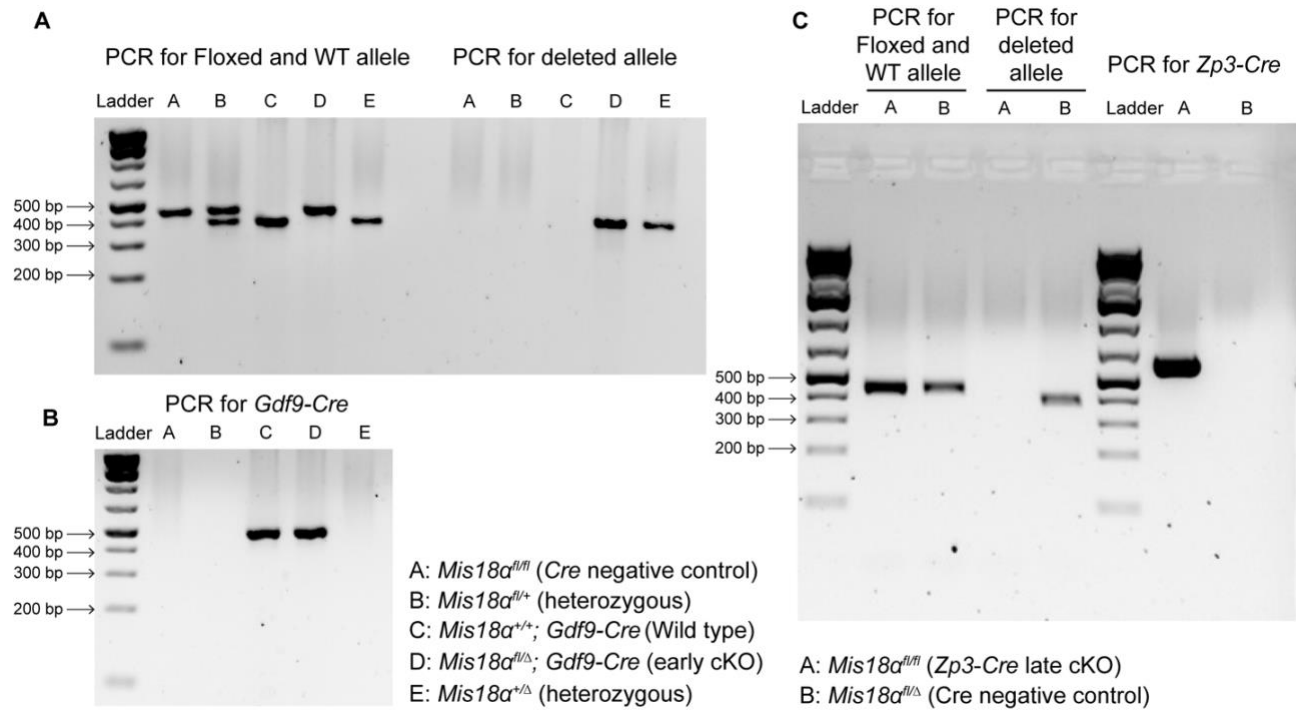 A
PCR for Floxed and WT allele
PCR for deleted allele
Ladder A B C D E
A B C D E
500 bp
400 bp
300 bp
200 bp
B
PCR for Gdf9-Cre
Ladder A B C D E
500 bp
400 bp
300 bp
200 bp
A: Mis18α^fl/fl (Cre negative control)
B: Mis18α^fl/+ (heterozygous)
C: Mis18α^+/+; Gdf9-Cre (Wild type)
D: Mis18α^fl/Δ; Gdf9-Cre (early cKO)
E: Mis18α^+/Δ (heterozygous)
C
PCR for
Floxed and
WT allele
PCR for
deleted
allele
PCR for Zp3-Cre
Ladder A B A B Ladder A B
500 bp
400 bp
300 bp
200 bp
A: Mis18α^fl/fl (Zp3-Cre late cKO)
B: Mis18α^fl/Δ (Cre negative control)